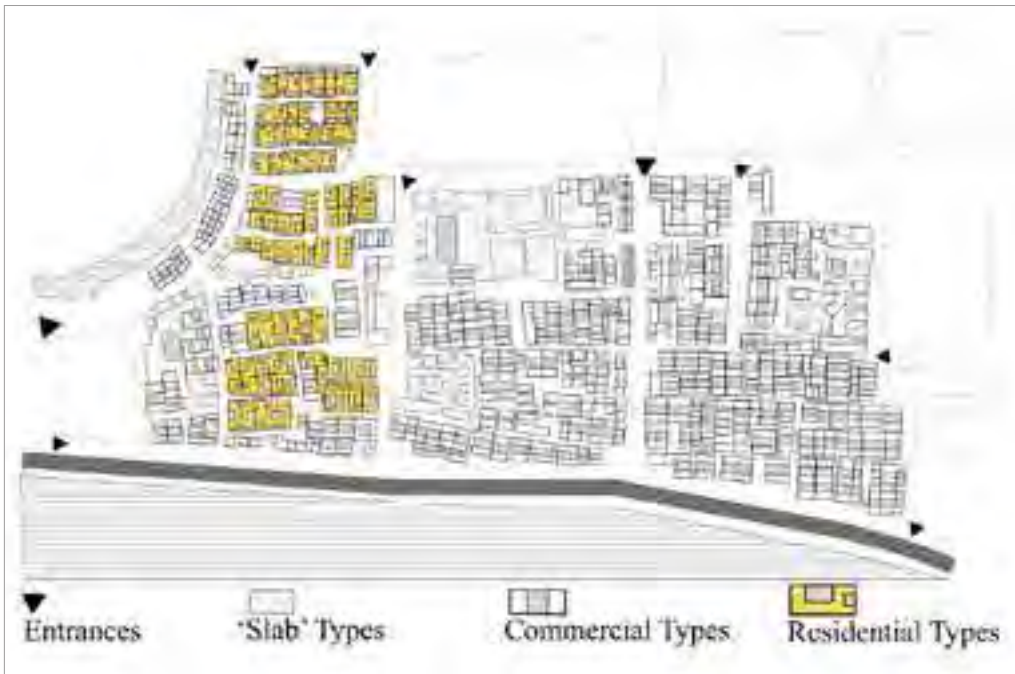 Entrances
'Slab' Types
Commercial Types
Residential Types